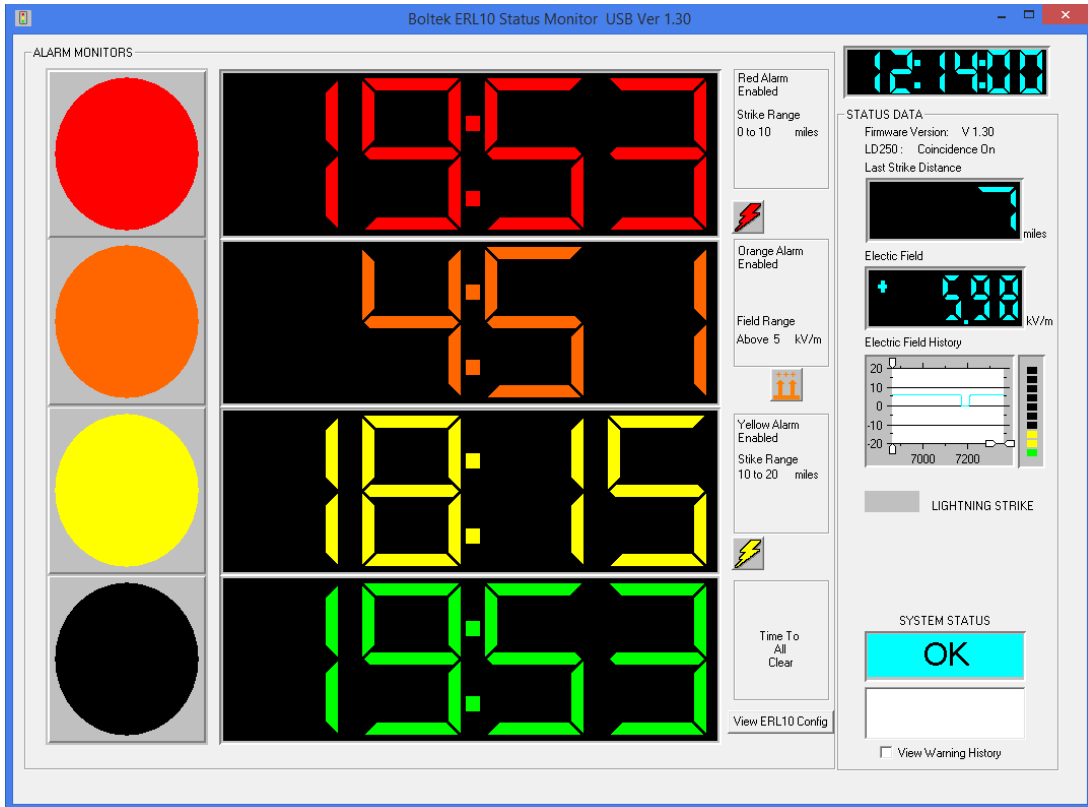 Boltek ERL10 Status Monitor  USB Ver 1.30
ALARM MONITORS
19:53
Red Alarm
Enabled
Strike Range
0 to 10 miles
4:51
Orange Alarm
Enabled
Field Range
Above 5 kV/m
+++
18:15
Yellow Alarm
Enabled
Stike Range
10 to 20 miles
19:53
Time To
All
Clear
View ERL10 Config
12:14:00
STATUS DATA
Firmware Version: V 1.30
LD250 : Coincidence On
Last Strike Distance
7 miles
Electic Field
+ 5.98 kV/m
Electric Field History
20
10
0
-10
-20
7000 7200
LIGHTNING STRIKE
SYSTEM STATUS
OK
View Warning History